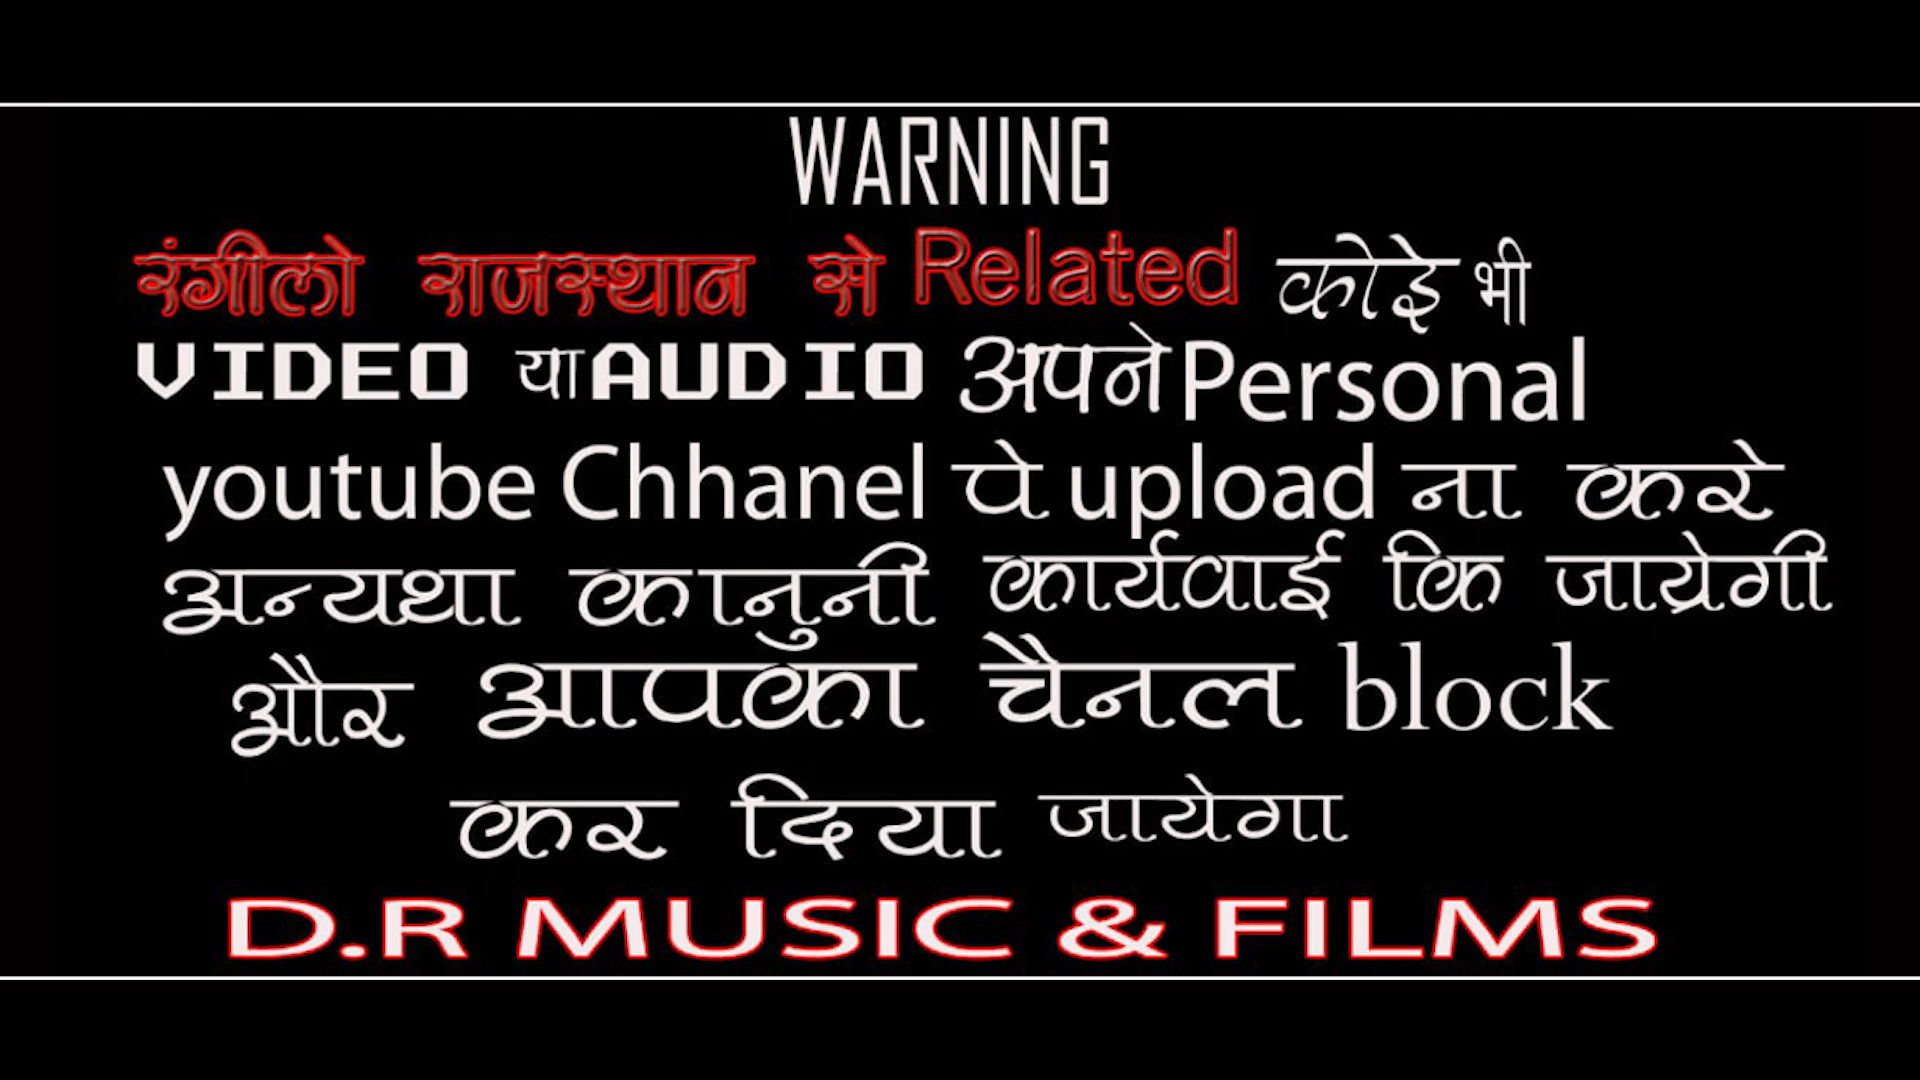 WARNING
रंगीलो राजस्थान से Related कोइे भी
VIDEO या AUDIO अपने Personal
youtube Chhanel पे upload ना करे
अन्यथा कानुनी कार्यवाई कि जाय्रेगी
और आपका चैनल block
कर दिया जायेगा
D.R MUSIC & FILMS